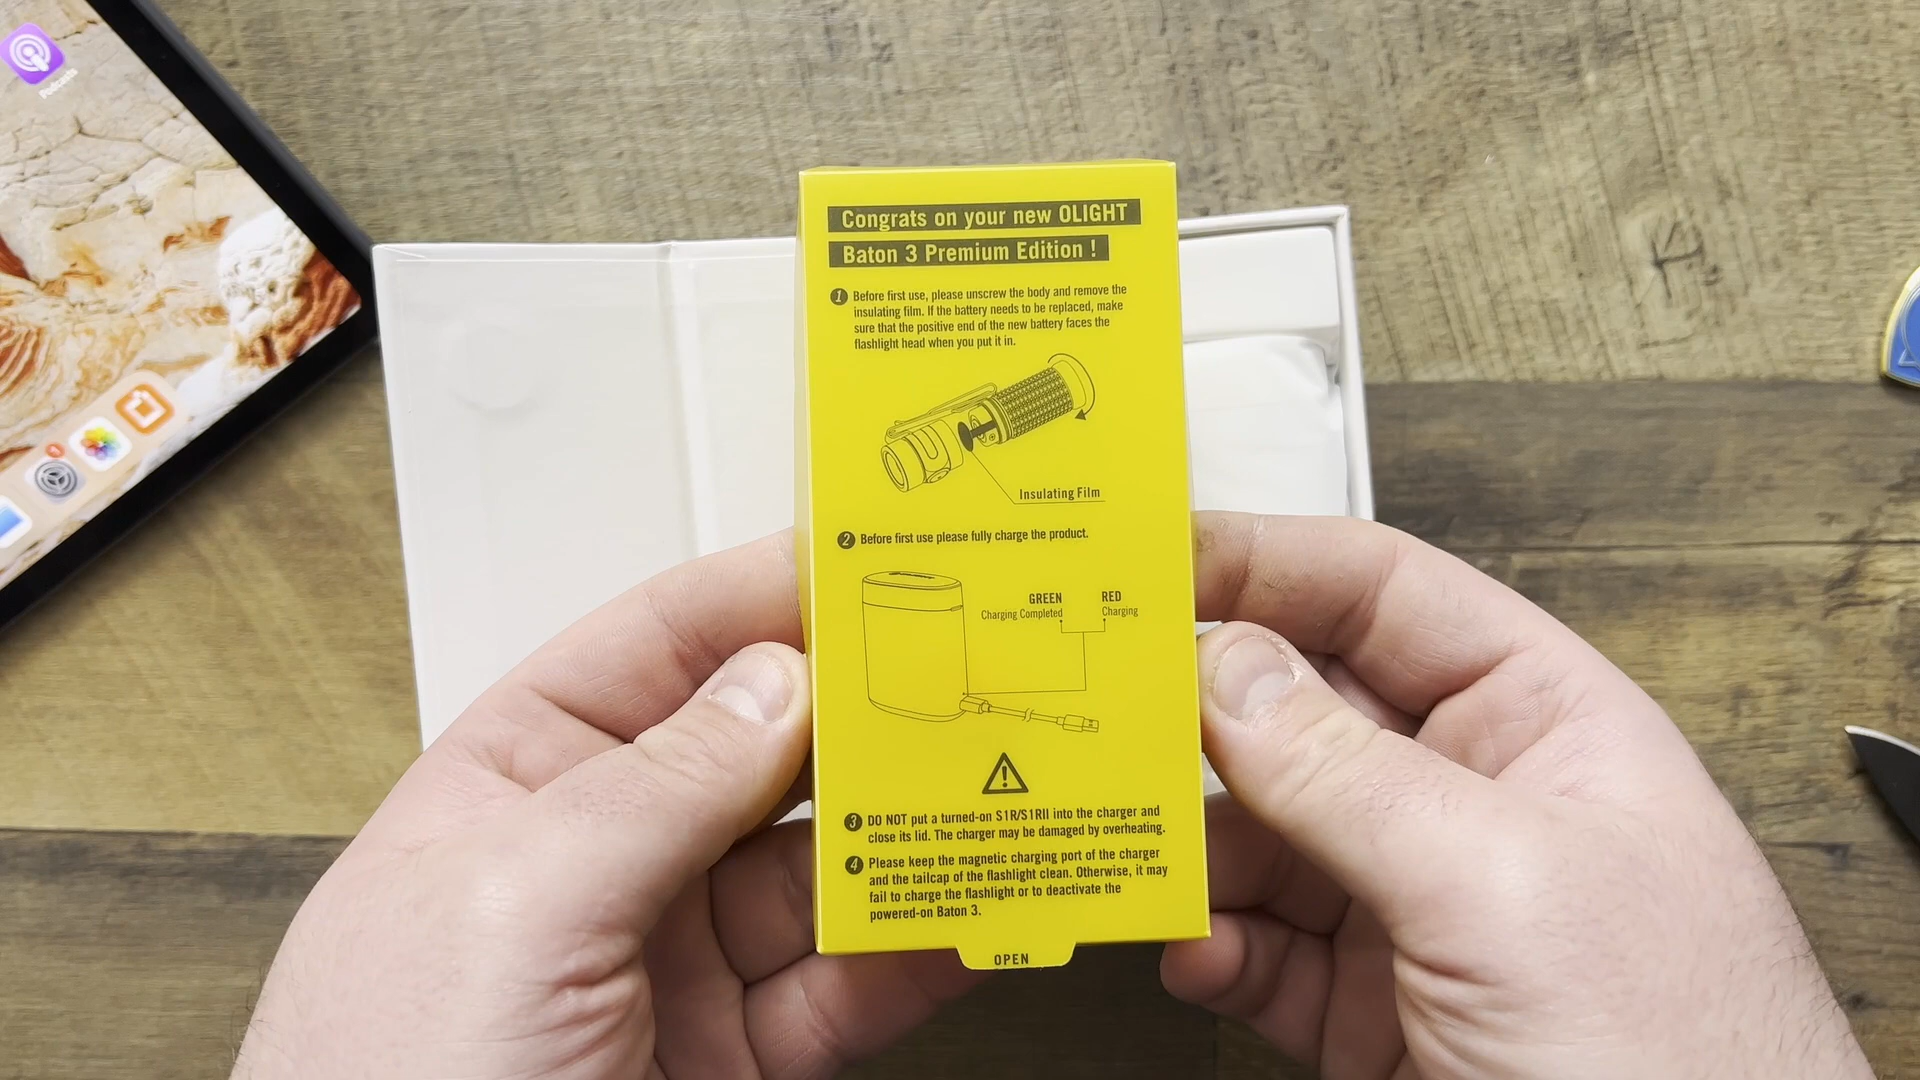 Podcasts
Congrats on your new OLIGHT
Baton 3 Premium Edition !
1 Before first use, please unscrew the body and remove the
insulating film. If the battery needs to be replaced, make
sure that the positive end of the new battery faces the
flashlight head when you put it in.
Insulating Film
2 Before first use please fully charge the product.
GREEN
Charging Completed
RED
Charging
3 DO NOT put a turned-on S1R/S1RII into the charger and
close its lid. The charger may be damaged by overheating.
4 Please keep the magnetic charging port of the charger
and the tailcap of the flashlight clean. Otherwise, it may
fail to charge the flashlight or to deactivate the
powered-on Baton 3.
OPEN